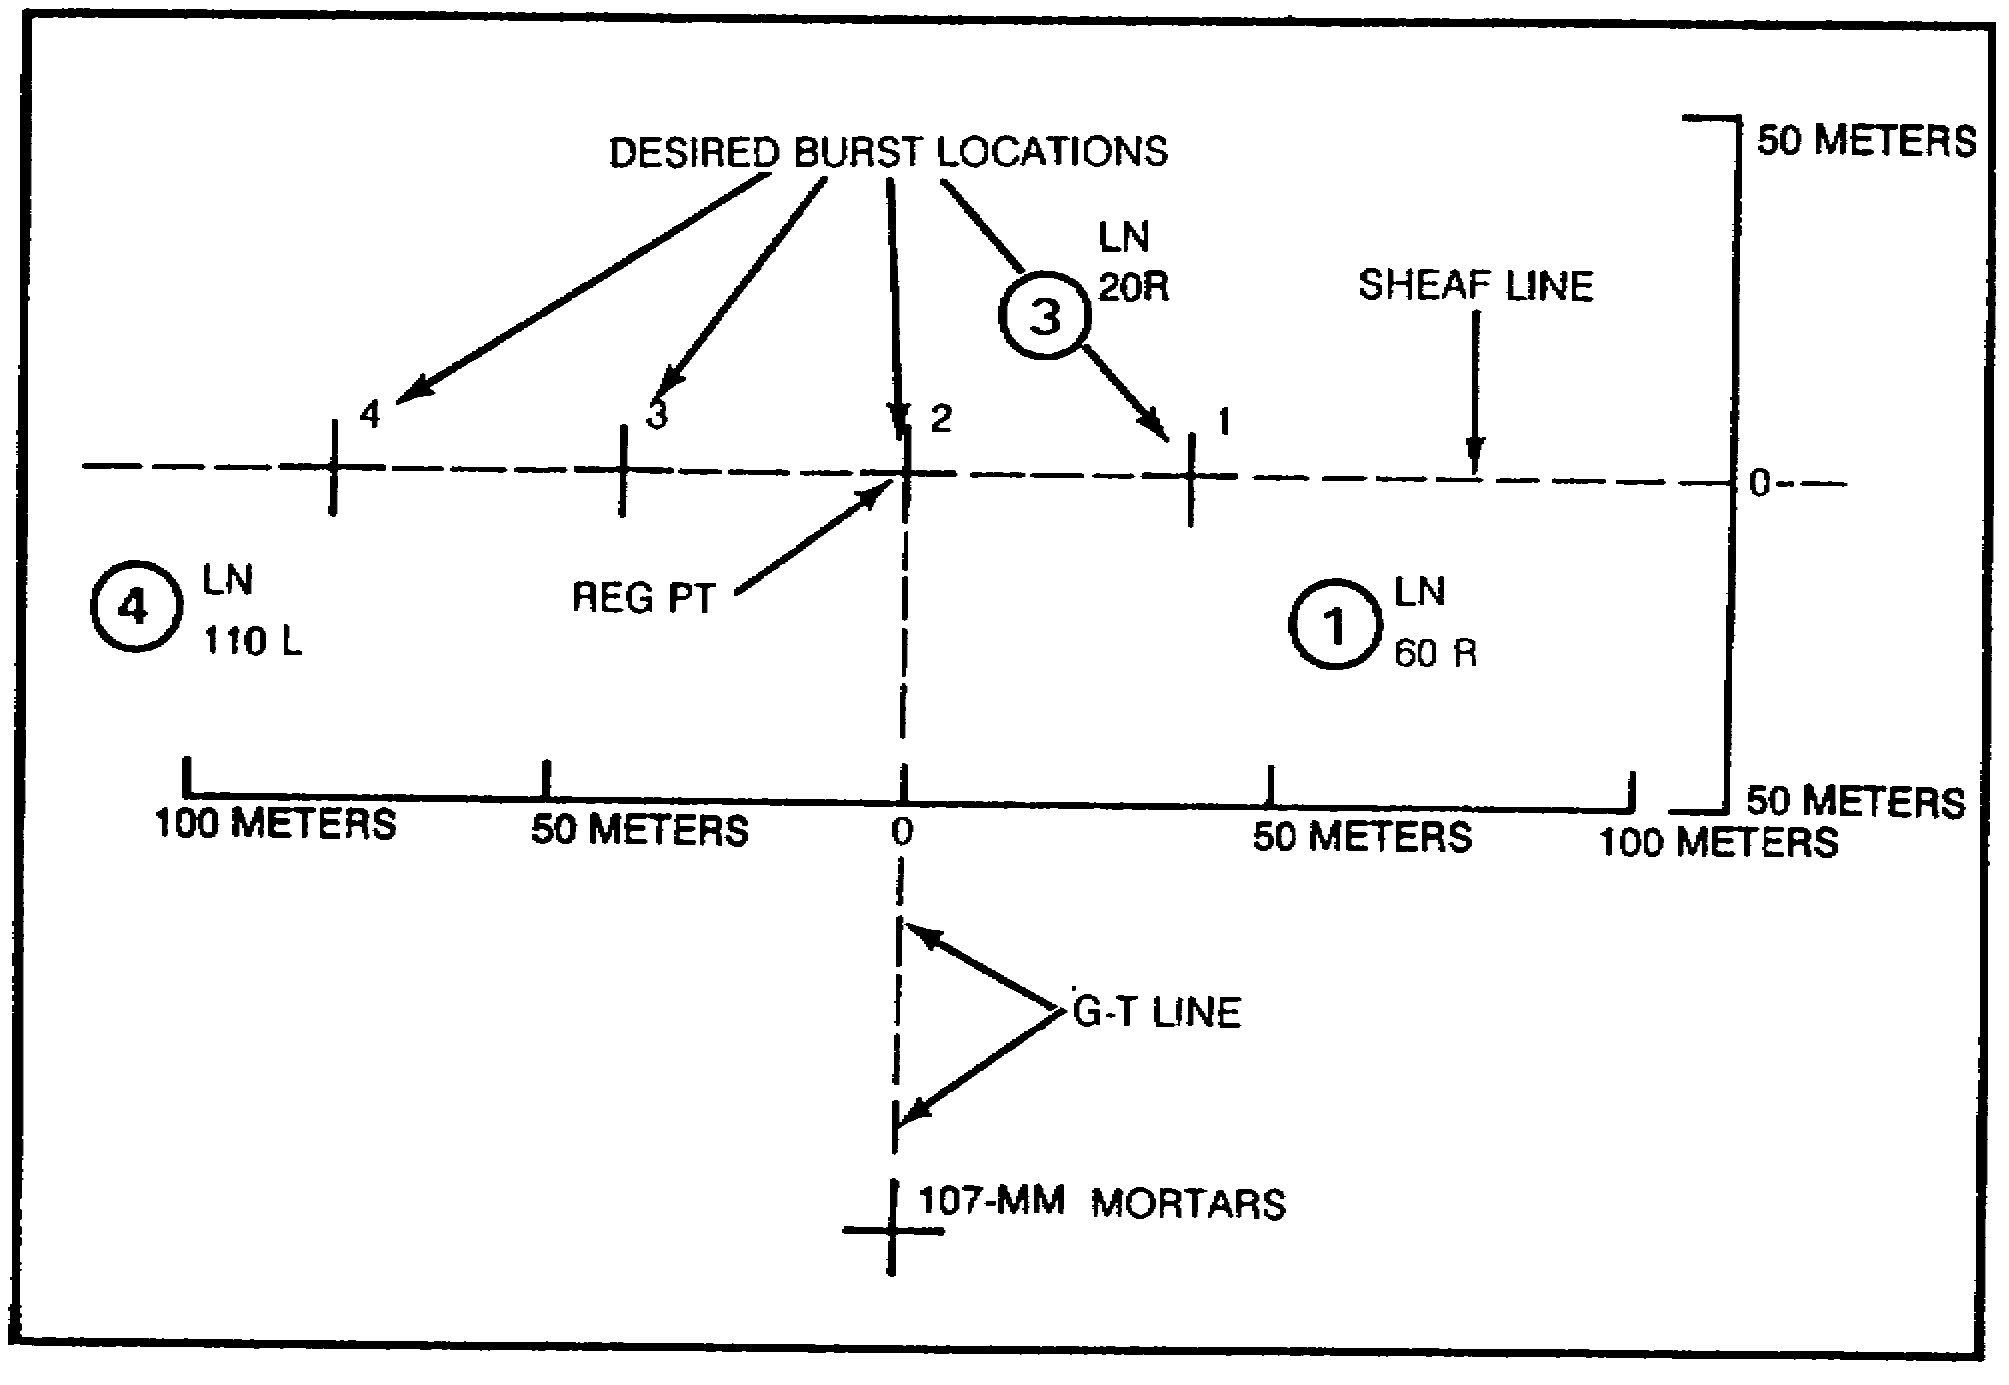 DESIRED BURST LOCATIONS
50 METERS
LN
20R
3
SHEAF LINE
4
3
2
1
0
4
LN
110 L
REG PT
1
LN
60 R
100 METERS
50 METERS
0
50 METERS
100 METERS
50 METERS
G-T LINE
107-MM MORTARS